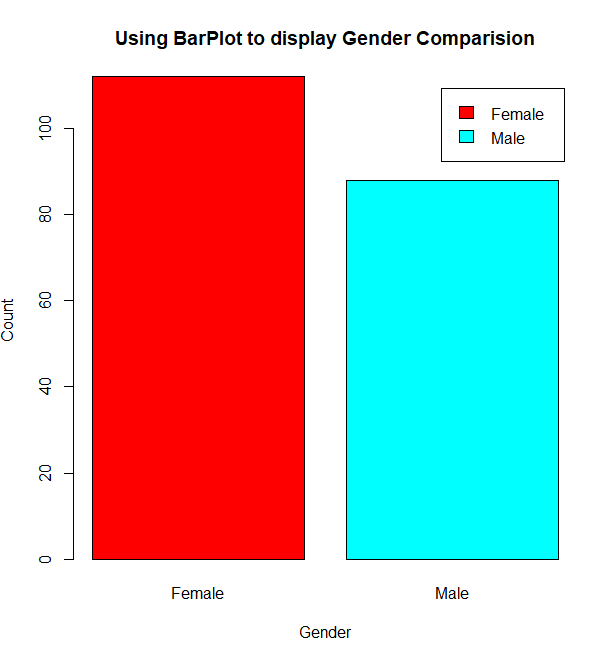 Using BarPlot to display Gender Comparision
Female
Male
100
80
60
40
20
0
Count
Female Male
Gender